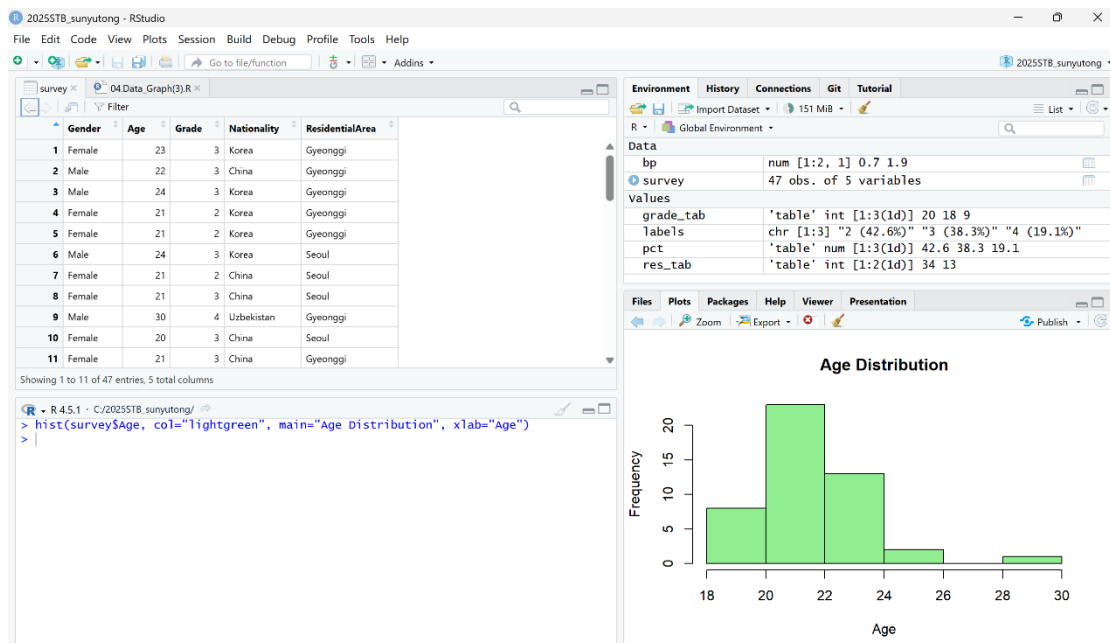 2025STB_sunyutong - RStudio
File Edit Code View Plots Session Build Debug Profile Tools Help
Go to file/function Addins 2025STB_sunyutong
survey 04.Data_Graph(3).R
Filter
Gender Age Grade Nationality ResidentialArea
1 Female 23 3 Korea Gyeonggi
2 Male 22 3 China Gyeonggi
3 Male 24 3 Korea Gyeonggi
4 Female 21 2 Korea Gyeonggi
5 Female 21 2 Korea Gyeonggi
6 Male 24 3 Korea Seoul
7 Female 21 2 China Seoul
8 Female 21 3 China Seoul
9 Male 30 4 Uzbekistan Gyeonggi
10 Female 20 3 China Seoul
11 Female 21 3 China Gyeonggi
Showing 1 to 11 of 47 entries, 5 total columns
R 4.5.1 · C:/2025STB_sunyutong/
> hist(survey$Age, col="lightgreen", main="Age Distribution", xlab="Age")
>
Environment History Connections Git Tutorial
Import Dataset 151 MiB List
R Global Environment
Data
bp num [1:2, 1] 0.7 1.9
survey 47 obs. of 5 variables
Values
grade_tab 'table' int [1:3(1d)] 20 18 9
labels chr [1:3] "2 (42.6%)" "3 (38.3%)" "4 (19.1%)"
pct 'table' num [1:3(1d)] 42.6 38.3 19.1
res_tab 'table' int [1:2(1d)] 34 13
Files Plots Packages Help Viewer Presentation
Zoom Export Publish
Age Distribution
Frequency
20
15
10
5
0
18 20 22 24 26 28 30
Age